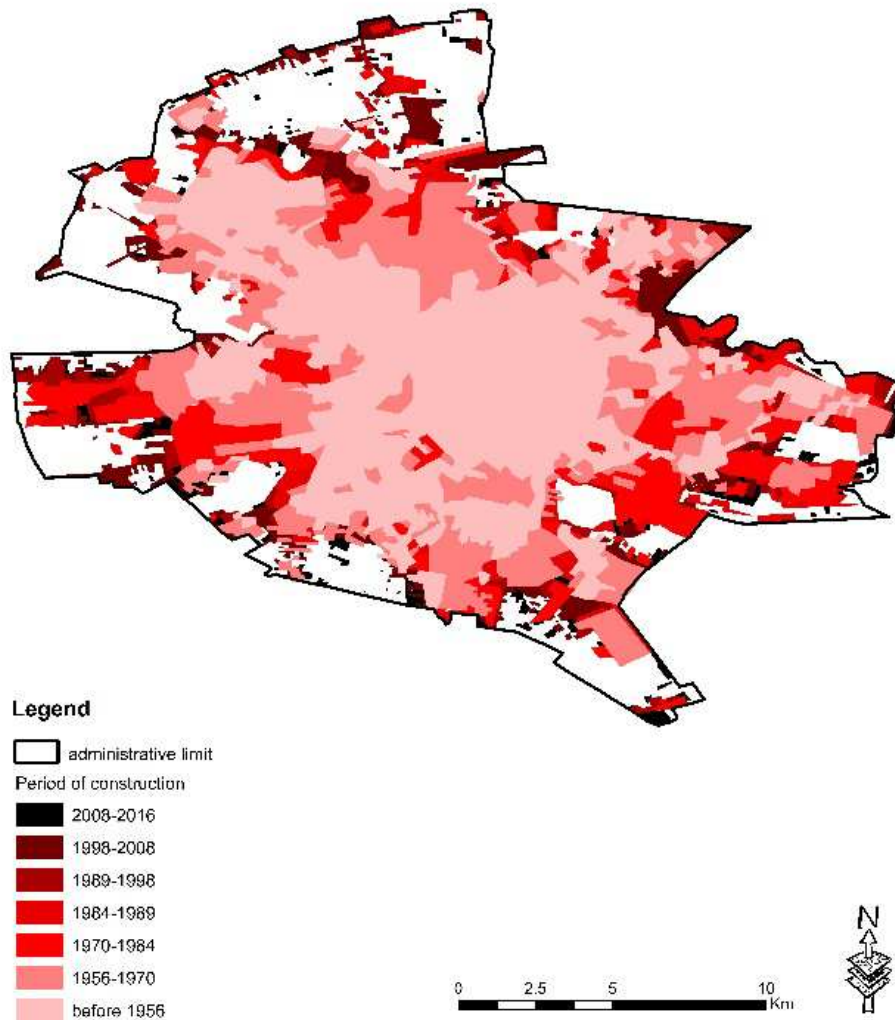 Legend
administrative limit
Period of construction
2008-2016
1998-2008
1989-1998
1984-1989
1970-1984
1956-1970
before 1956
N
0 2.5 5 10
Km